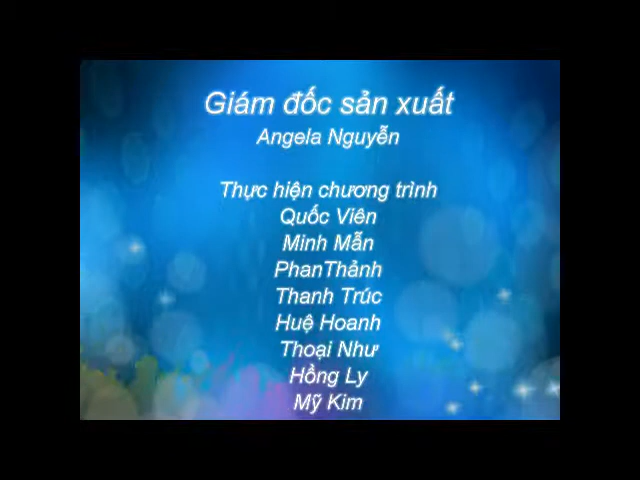 Giám đốc sản xuất
Angela Nguyễn
Thực hiện chương trình
Quốc Viên
Minh Mẫn
PhanThảnh
Thanh Trúc
Huệ Hoanh
Thoại Như
Hồng Ly
Mỹ Kim